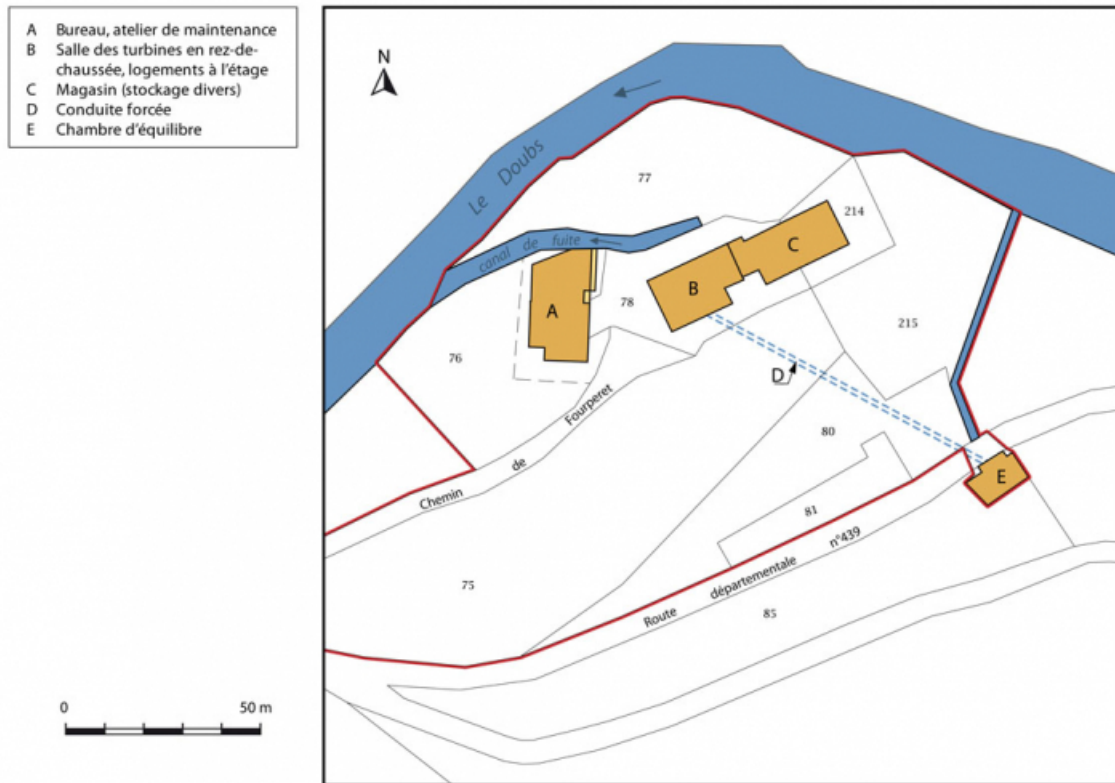 A Bureau, atelier de maintenance
B Salle des turbines en rez-de-
chaussée, logements à l'étage
C Magasin (stockage divers)
D Conduite forcée
E Chambre d'équilibre
N
Le Doubs
77
214
canal de fuite
C
B
78
A
215
76
D
Fourperet
de
Chemin
80
E
81
n°439
75
départementale
Route
85
0 50 m